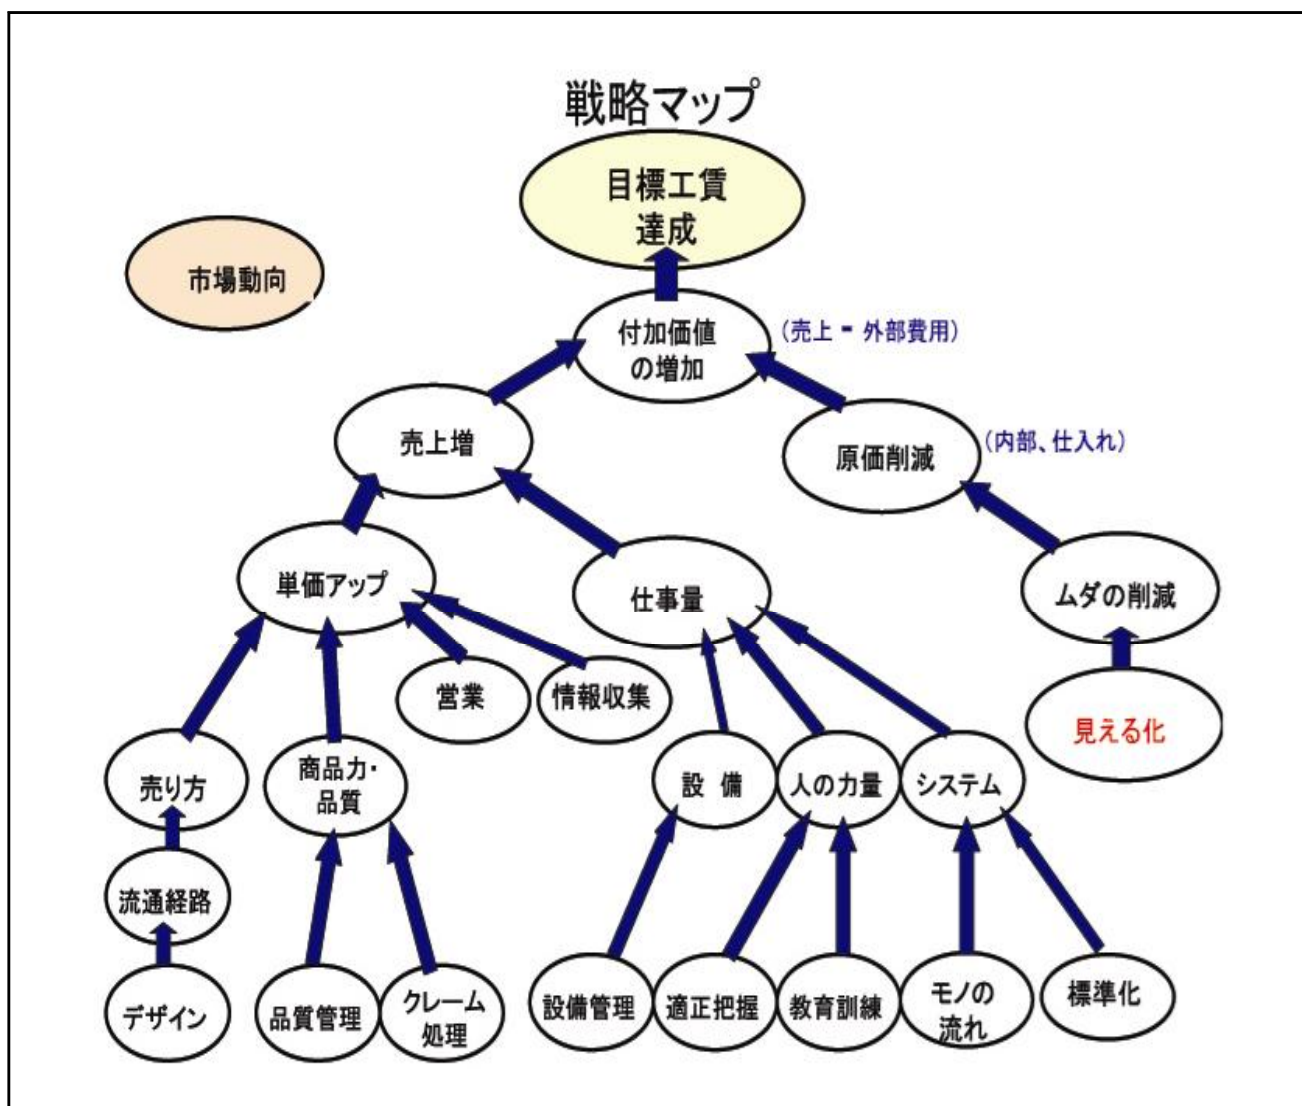 戦略マップ
目標工賃
達成
市場動向
付加価値
の増加
(売上 - 外部費用)
売上増
原価削減
(内部、仕入れ)
単価アップ
仕事量
ムダの削減
営業
情報収集
見える化
売り方
商品力・
品質
設 備
人の力量
システム
流通経路
デザイン
品質管理
クレーム
処理
設備管理
適正把握
教育訓練
モノの
流れ
標準化